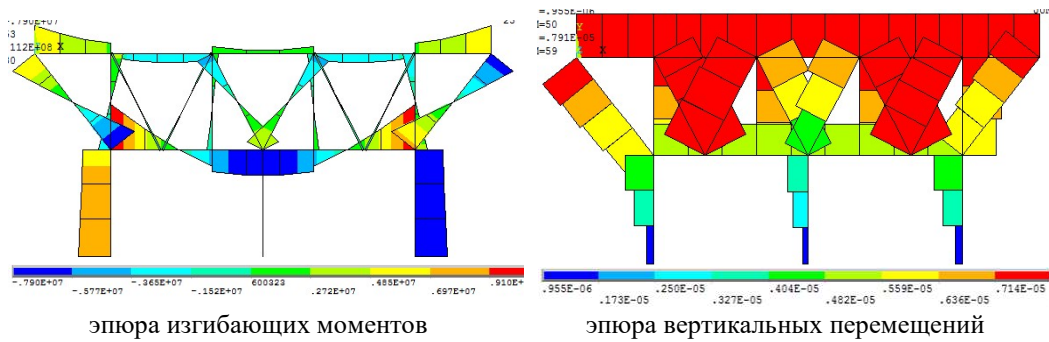 -.790E+07
-.577E+07
-.365E+07
-.152E+07
600323
.272E+07
.485E+07
.697E+07
.910E+
эпюра изгибающих моментов
.955E-06
.173E-05
.250E-05
.327E-05
.404E-05
.482E-05
.559E-05
.636E-05
.714E-05
эпюра вертикальных перемещений